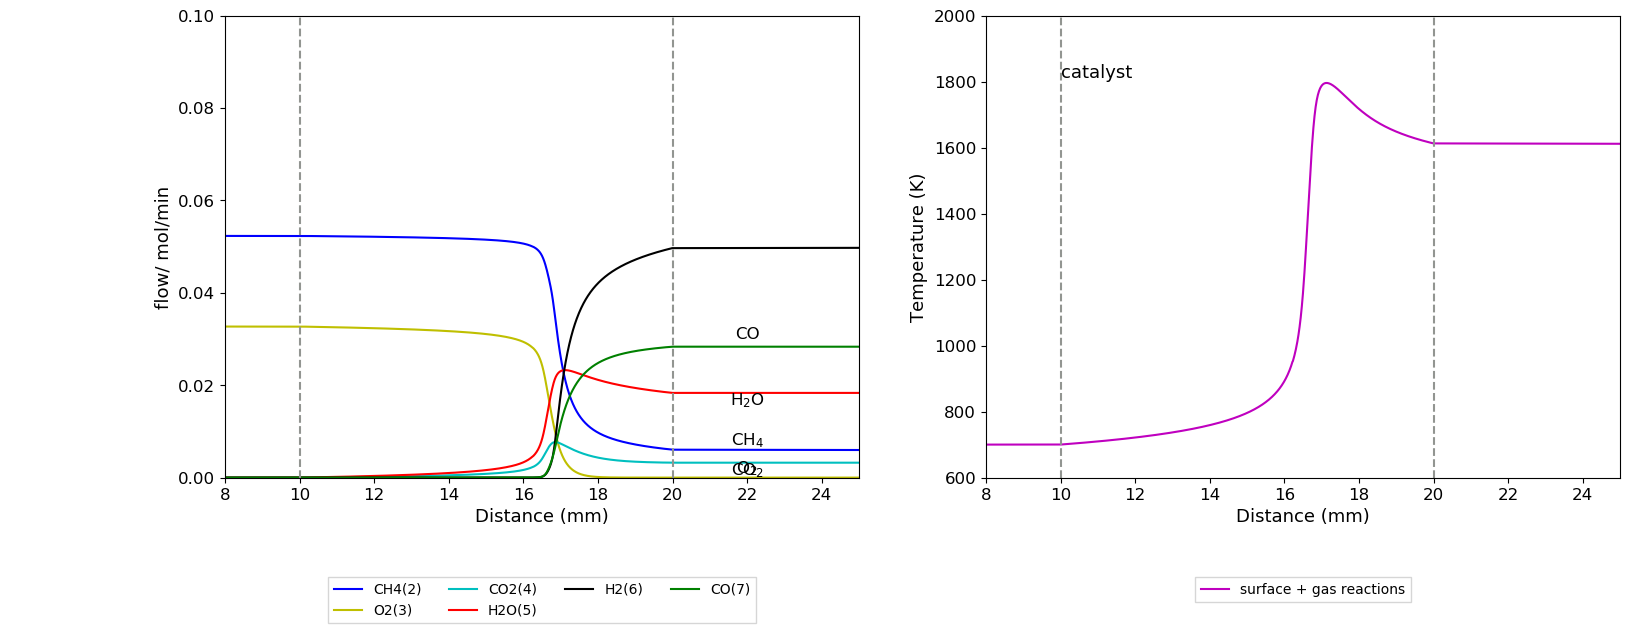 0.10
0.08
0.06
0.04
0.02
0.00
flow/ mol/min
8 10 12 14 16 18 20 22 24
Distance (mm)
CO
H₂O
CH₄
O₂
CO₂
CH4(2) CO2(4) H2(6) CO(7)
O2(3) H2O(5)
2000
1800
1600
1400
1200
1000
800
600
Temperature (K)
catalyst
8 10 12 14 16 18 20 22 24
Distance (mm)
surface + gas reactions